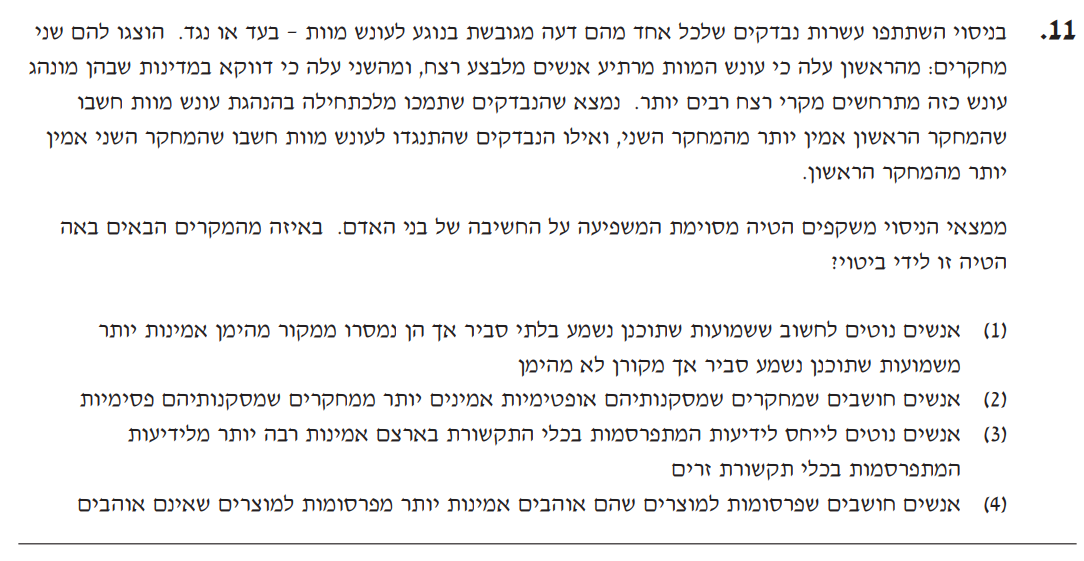 11. בניסוי השתתפו עשרות נבדקים שלכל אחד מהם דעה מגובשת בנוגע לעונש מוות – בעד או נגד. הוצגו להם שני
מחקרים: מהראשון עלה כי עונש המוות מרתיע אנשים מלבצע רצח, ומהשני עלה כי דווקא במדינות שבהן מונהג
עונש כזה מתרחשים מקרי רצח רבים יותר. נמצא שהנבדקים שתמכו מלכתחילה בהנהגת עונש מוות חשבו
שהמחקר הראשון אמין יותר מהמחקר השני, ואילו הנבדקים שהתנגדו לעונש מוות חשבו שהמחקר השני אמין
יותר מהמחקר הראשון.
ממצאי הניסוי משקפים הטיה מסוימת המשפיעה על החשיבה של בני האדם. באיזה מהמקרים הבאים באה
הטיה זו לידי ביטוי?
(1) אנשים נוטים לחשוב ששמועות שתוכנן נשמע בלתי סביר אך הן נמסרו ממקור מהימן אמינות יותר
משמועות שתוכנן נשמע סביר אך מקורן לא מהימן
(2) אנשים חושבים שמחקרים שמסקנותיהם אופטימיות אמינים יותר ממחקרים שמסקנותיהם פסימיות
(3) אנשים נוטים לייחס לידיעות המתפרסמות בכלי התקשורת בארצם אמינות רבה יותר מלידיעות
המתפרסמות בכלי תקשורת זרים
(4) אנשים חושבים שפרסומות למוצרים שהם אוהבים אמינות יותר מפרסומות למוצרים שאינם אוהבים